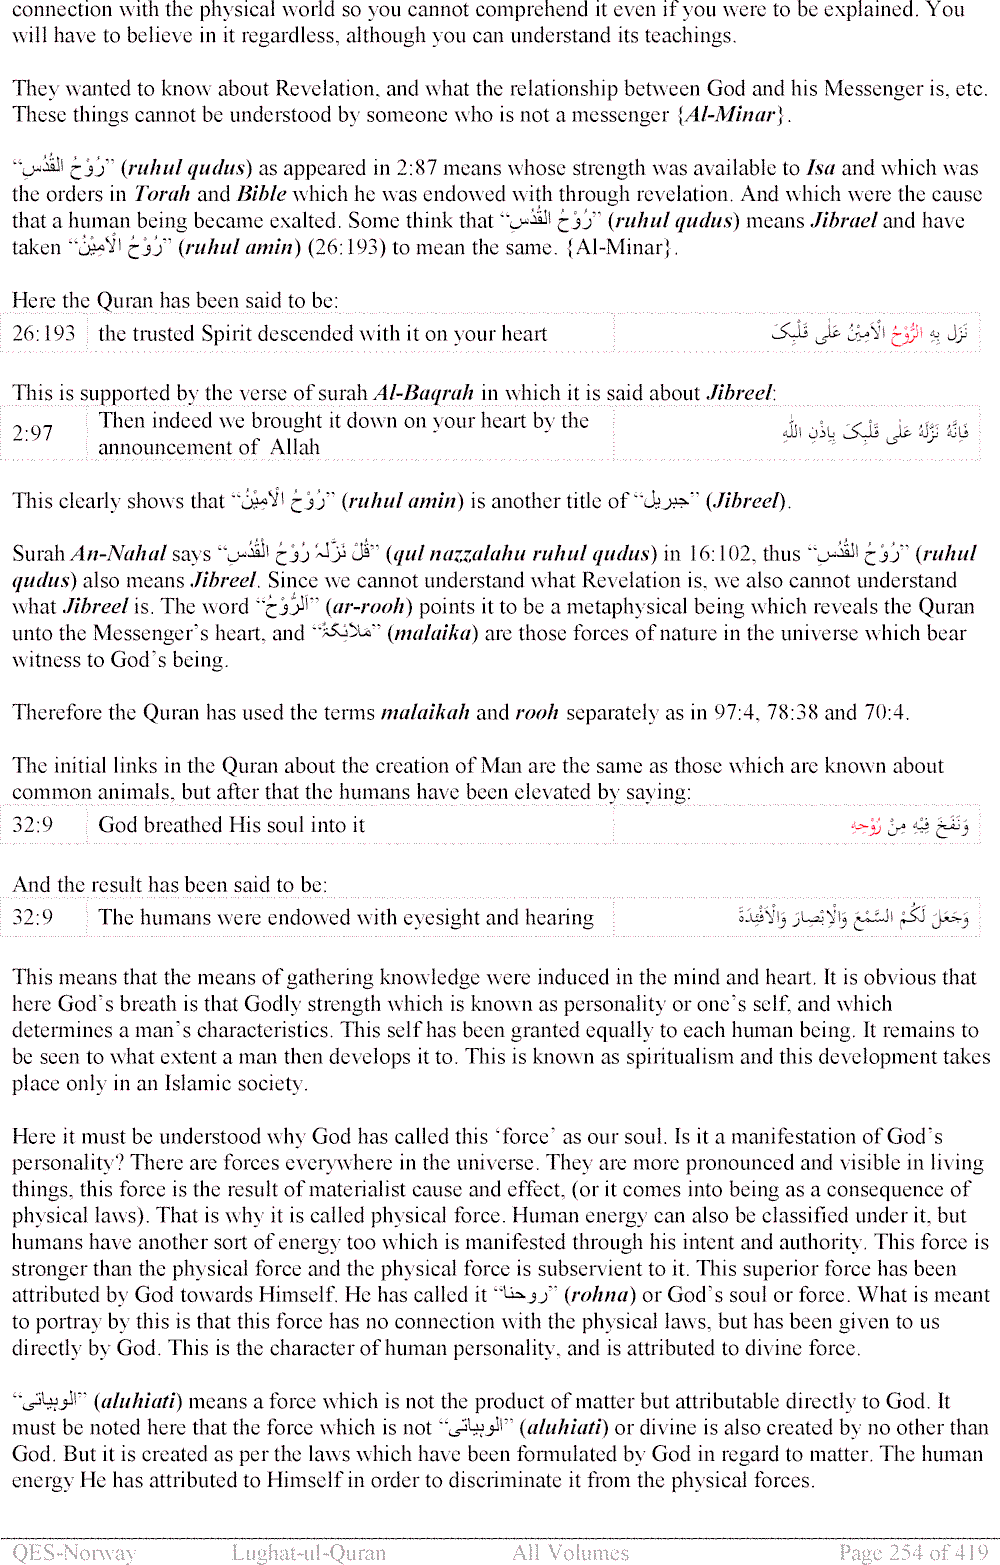 connection with the physical world so you cannot comprehend it even if you were to be explained. You
will have to believe in it regardless, although you can understand its teachings.
They wanted to know about Revelation, and what the relationship between God and his Messenger is, etc.
These things cannot be understood by someone who is not a messenger {Al-Minar}.
“رُوْحُ الْقُدُسِ” (ruhul qudus) as appeared in 2:87 means whose strength was available to Isa and which was
the orders in Torah and Bible which he was endowed with through revelation. And which were the cause
that a human being became exalted. Some think that “رُوْحُ الْقُدُسِ” (ruhul qudus) means Jibrael and have
taken “رُوْحُ الْاَمِيْنُ” (ruhul amin) (26:193) to mean the same. {Al-Minar}.
Here the Quran has been said to be:
26:193 the trusted Spirit descended with it on your heart نَزَل بِهِ الرُّوْحُ الْاَمِيْنُ عَلٰى قَلْبِکَ
This is supported by the verse of surah Al-Baqrah in which it is said about Jibreel:
2:97 Then indeed we brought it down on your heart by the
announcement of Allah فَاِنَّهُ نَزَّلَهُ عَلٰى قَلْبِکَ بِاِذْنِ اللّٰهِ
This clearly shows that “رُوْحُ الْاَمِيْنُ” (ruhul amin) is another title of “جبريل” (Jibreel).
Surah An-Nahal says “قُلْ نَزَّلَہُ رُوْحُ الْقُدُسِ” (qul nazzalahu ruhul qudus) in 16:102, thus “رُوْحُ الْقُدُسِ” (ruhul
qudus) also means Jibreel. Since we cannot understand what Revelation is, we also cannot understand
what Jibreel is. The word “اَلرُّوْحُ” (ar-rooh) points it to be a metaphysical being which reveals the Quran
unto the Messenger’s heart, and “مَلَائِكَةٌ” (malaika) are those forces of nature in the universe which bear
witness to God’s being.
Therefore the Quran has used the terms malaikah and rooh separately as in 97:4, 78:38 and 70:4.
The initial links in the Quran about the creation of Man are the same as those which are known about
common animals, but after that the humans have been elevated by saying:
32:9 God breathed His soul into it وَنَفَخَ فِيْهِ مِنْ رُوْحِهِ
And the result has been said to be:
32:9 The humans were endowed with eyesight and hearing وَجَعَلَ لَکُمْ السَّمْعَ وَالْاَبْصَارَ وَالْاَفْئِدَةَ
This means that the means of gathering knowledge were induced in the mind and heart. It is obvious that
here God’s breath is that Godly strength which is known as personality or one’s self, and which
determines a man’s characteristics. This self has been granted equally to each human being. It remains to
be seen to what extent a man then develops it to. This is known as spiritualism and this development takes
place only in an Islamic society.
Here it must be understood why God has called this ‘force’ as our soul. Is it a manifestation of God’s
personality? There are forces everywhere in the universe. They are more pronounced and visible in living
things, this force is the result of materialist cause and effect, (or it comes into being as a consequence of
physical laws). That is why it is called physical force. Human energy can also be classified under it, but
humans have another sort of energy too which is manifested through his intent and authority. This force is
stronger than the physical force and the physical force is subservient to it. This superior force has been
attributed by God towards Himself. He has called it “روحنا” (rohna) or God’s soul or force. What is meant
to portray by this is that this force has no connection with the physical laws, but has been given to us
directly by God. This is the character of human personality, and is attributed to divine force.
“الوہیاتی” (aluhiati) means a force which is not the product of matter but attributable directly to God. It
must be noted here that the force which is not “الوہیاتی” (aluhiati) or divine is also created by no other than
God. But it is created as per the laws which have been formulated by God in regard to matter. The human
energy He has attributed to Himself in order to discriminate it from the physical forces.
QES-Norway Lughat-ul-Quran All Volumes Page 254 of 419